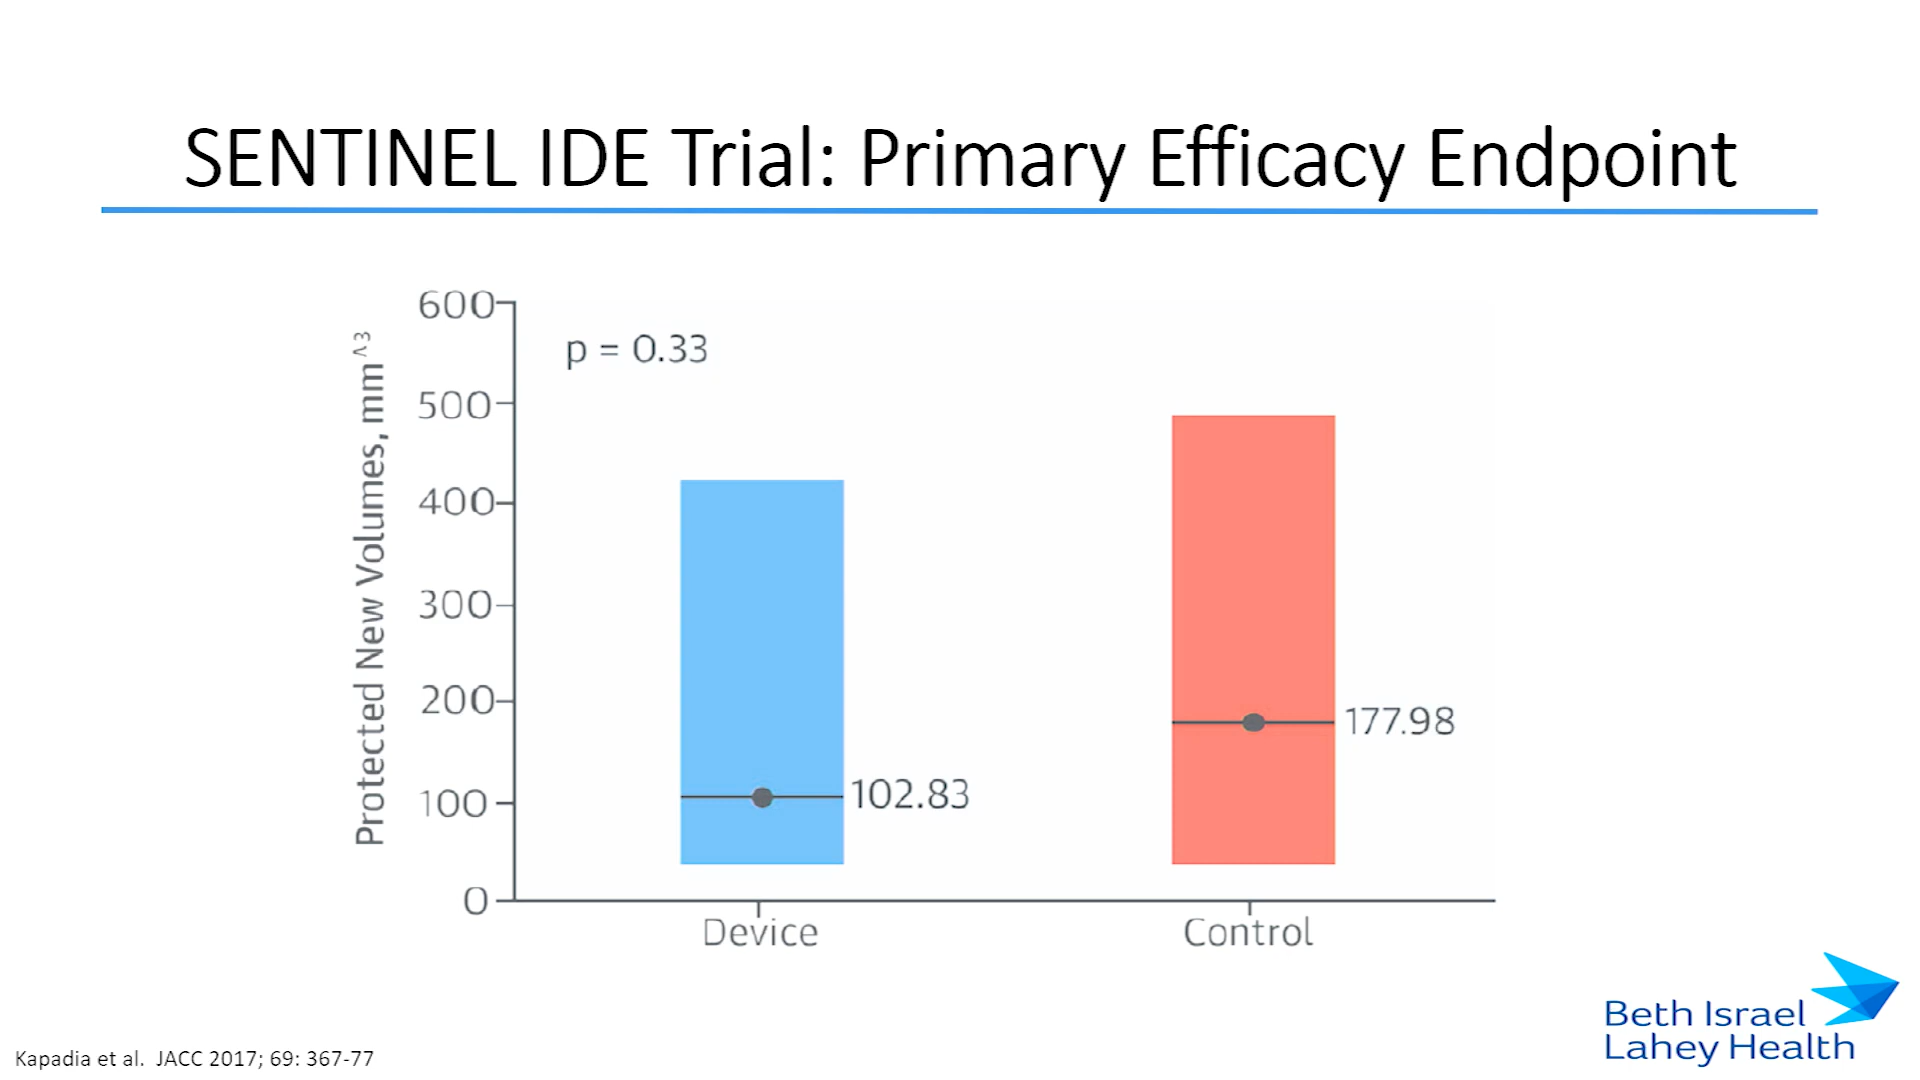 SENTINEL IDE Trial: Primary Efficacy Endpoint
Protected New Volumes, mm^3
600
500
400
300
200
100
0
p = 0.33
102.83
177.98
Device
Control
Kapadia et al.  JACC 2017; 69: 367-77
Beth Israel
Lahey Health